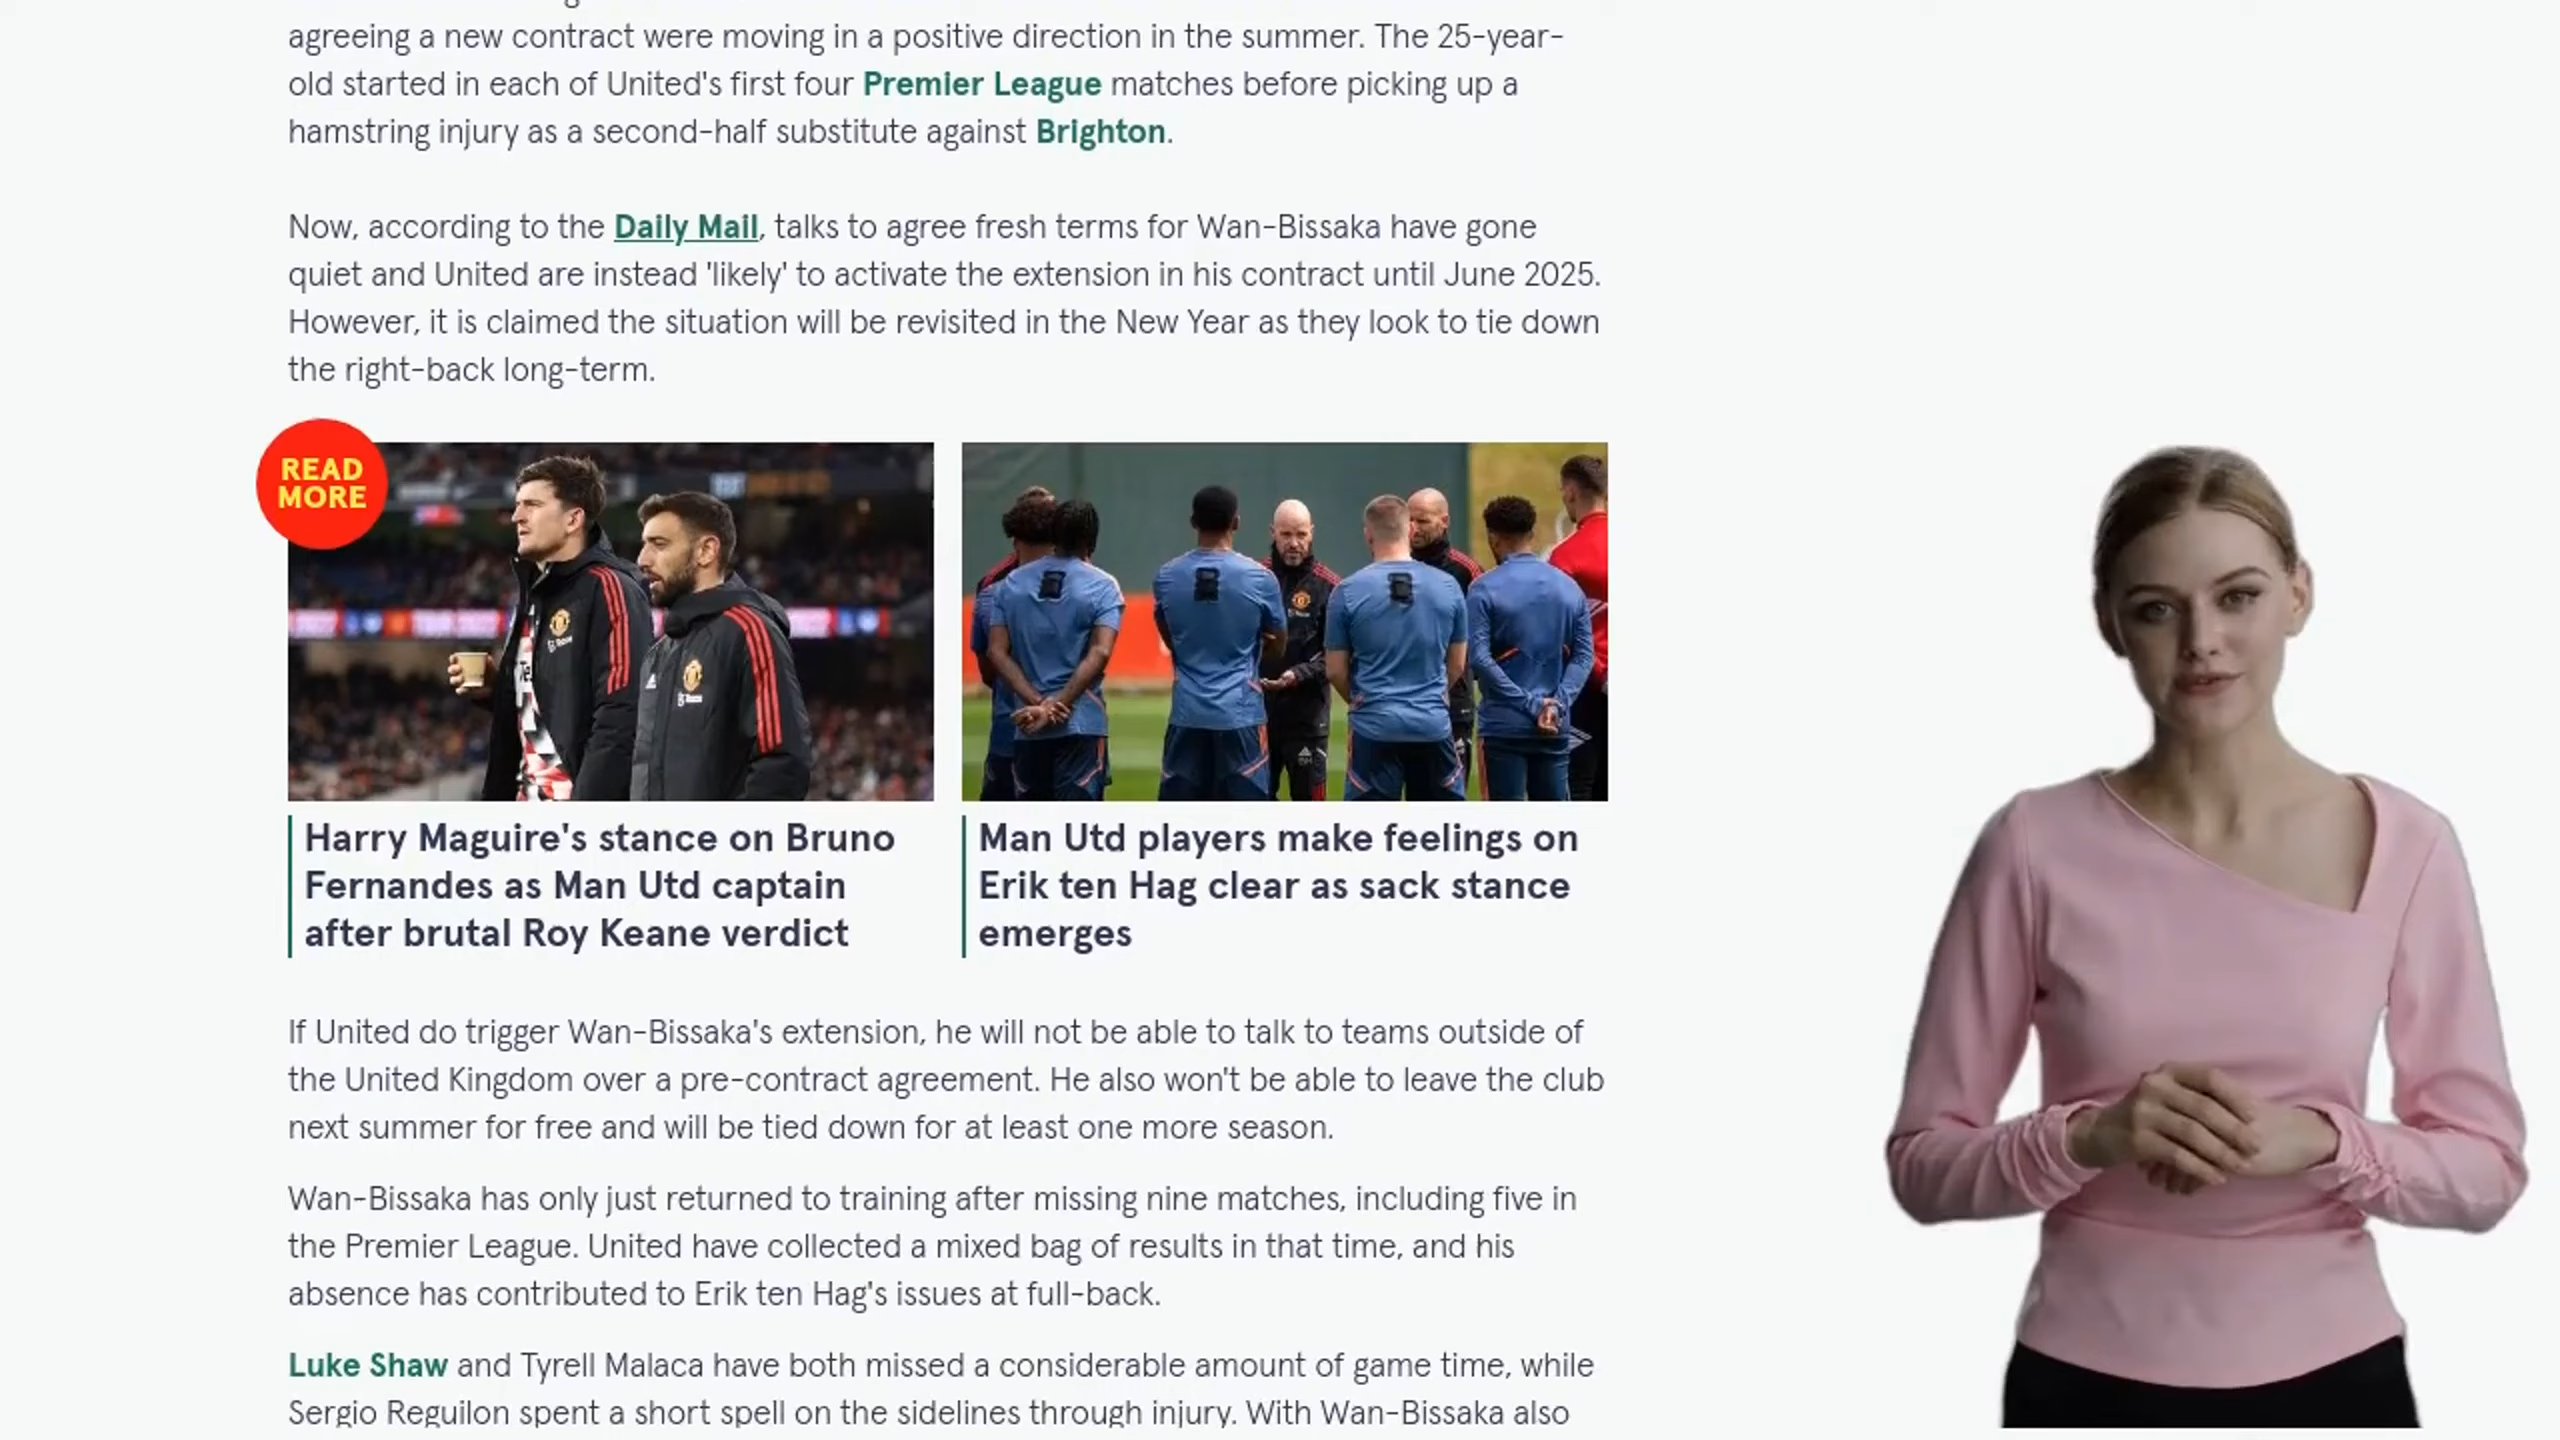 agreeing a new contract were moving in a positive direction in the summer. The 25-year-
old started in each of United's first four Premier League matches before picking up a
hamstring injury as a second-half substitute against Brighton.
Now, according to the Daily Mail, talks to agree fresh terms for Wan-Bissaka have gone
quiet and United are instead 'likely' to activate the extension in his contract until June 2025.
However, it is claimed the situation will be revisited in the New Year as they look to tie down
the right-back long-term.
READ
MORE
Harry Maguire's stance on Bruno
Fernandes as Man Utd captain
after brutal Roy Keane verdict
Man Utd players make feelings on
Erik ten Hag clear as sack stance
emerges
If United do trigger Wan-Bissaka's extension, he will not be able to talk to teams outside of
the United Kingdom over a pre-contract agreement. He also won't be able to leave the club
next summer for free and will be tied down for at least one more season.
Wan-Bissaka has only just returned to training after missing nine matches, including five in
the Premier League. United have collected a mixed bag of results in that time, and his
absence has contributed to Erik ten Hag's issues at full-back.
Luke Shaw and Tyrell Malaca have both missed a considerable amount of game time, while
Sergio Reguilon spent a short spell on the sidelines through injury. With Wan-Bissaka also